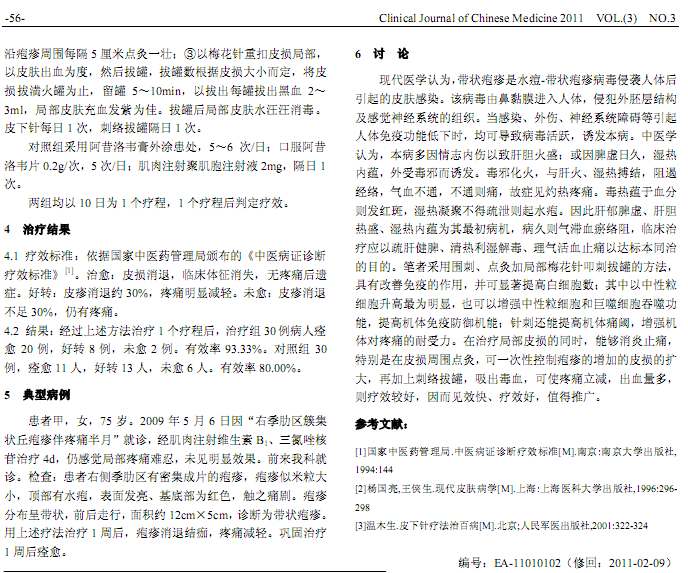 -56-
Clinical Journal of Chinese Medicine 2011 VOL.(3) NO.3
沿疱疹周围每隔 5 厘米点灸一壮；③以梅花针重扣皮损局部，
以皮肤出血为度，然后拔罐，拔罐数根据皮损大小而定，将皮
损拔满火罐为止，留罐 5～10min，以拔出每罐拔出黑血 2～
3ml，局部皮肤充血发紫为佳。拔罐后局部皮肤水汪汪消毒。
皮下针每日 1 次，刺络拔罐隔日 1 次。
对照组采用阿昔洛韦膏外涂患处，5～6 次/日；口服阿昔
洛韦片 0.2g/次，5 次/日；肌肉注射聚肌胞注射液 2mg，隔日 1
次。
两组均以 10 日为 1 个疗程，1 个疗程后判定疗效。
4 治疗结果
4.1 疗效标准：依据国家中医药管理局颁布的《中医病证诊断
疗效标准》[1]。治愈：皮损消退，临床体征消失，无疼痛后遗
症。好转：皮疹消退约 30%，疼痛明显减轻。未愈：皮疹消退
不足 30%，仍有疼痛。
4.2 结果：经过上述方法治疗 1 个疗程后，治疗组 30 例病人痊
愈 20 例，好转 8 例，未愈 2 例。有效率 93.33%。对照组 30
例，痊愈 11 人，好转 13 人，未愈 6 人。有效率 80.00%。
5 典型病例
患者甲，女，75 岁。2009 年 5 月 6 日因“右季肋区簇集
状丘疱疹伴疼痛半月”就诊，经肌肉注射维生素 B1、三氮唑核
苷治疗 4d，仍感觉局部疼痛难忍，未见明显效果。前来我科就
诊。检查：患者右侧季肋区有密集成片的疱疹，疱疹似米粒大
小，顶部有水疱，表面发亮、基底部为红色，触之痛剧。疱疹
分布呈带状，前后走行，面积约 12cm×5cm，诊断为带状疱疹。
用上述疗法治疗 1 周后，疱疹消退结痂，疼痛减轻。巩固治疗
1 周后痊愈。
6 讨 论
现代医学认为，带状疱疹是水痘-带状疱疹病毒侵袭人体后
引起的皮肤感染。该病毒由鼻黏膜进入人体，侵犯外胚层结构
及感觉神经系统的组织。当感染、外伤、神经系统障碍等引起
人体免疫功能低下时，均可导致病毒活跃，诱发本病。中医学
认为，本病多因情志内伤以致肝胆火盛；或因脾虚日久，湿热
内蕴，外受毒邪而诱发。毒邪化火，与肝火、湿热搏结，阻遏
经络，气血不通，不通则痛，故症见灼热疼痛。毒热蕴于血分
则发红斑，湿热凝聚不得疏泄则起水疱。因此肝郁脾虚、肝胆
热盛、湿热内蕴为其最初病机，病久则气滞血瘀络阻，临床治
疗应以疏肝健脾、清热利湿解毒、理气活血止痛以达标本同治
的目的。笔者采用围刺、点灸加局部梅花针叩刺拔罐的方法，
具有改善免疫的作用，并可显著提高白细胞数；其中以中性粒
细胞升高最为明显，也可以增强中性粒细胞和巨噬细胞吞噬功
能，提高机体免疫防御机能；针刺还能提高机体痛阈，增强机
体对疼痛的耐受力。在治疗局部皮损的同时，能够消炎止痛，
特别是在皮损周围点灸，可一次性控制疱疹的增加的皮损的扩
大，再加上刺络拔罐，吸出毒血，可使疼痛立减，出血量多，
则疗效较好，因而见效快、疗效好，值得推广。
参考文献：
[1]国家中医药管理局.中医病证诊断疗效标准[M].南京:南京大学出版社,
1994:144
[2]杨国亮,王侠生.现代皮肤病学[M].上海:上海医科大学出版社,1996:296-
298
[3]温木生.皮下针疗法治百病[M].北京;人民军医出版社,2001:322-324
编号：EA-11010102（修回：2011-02-09）